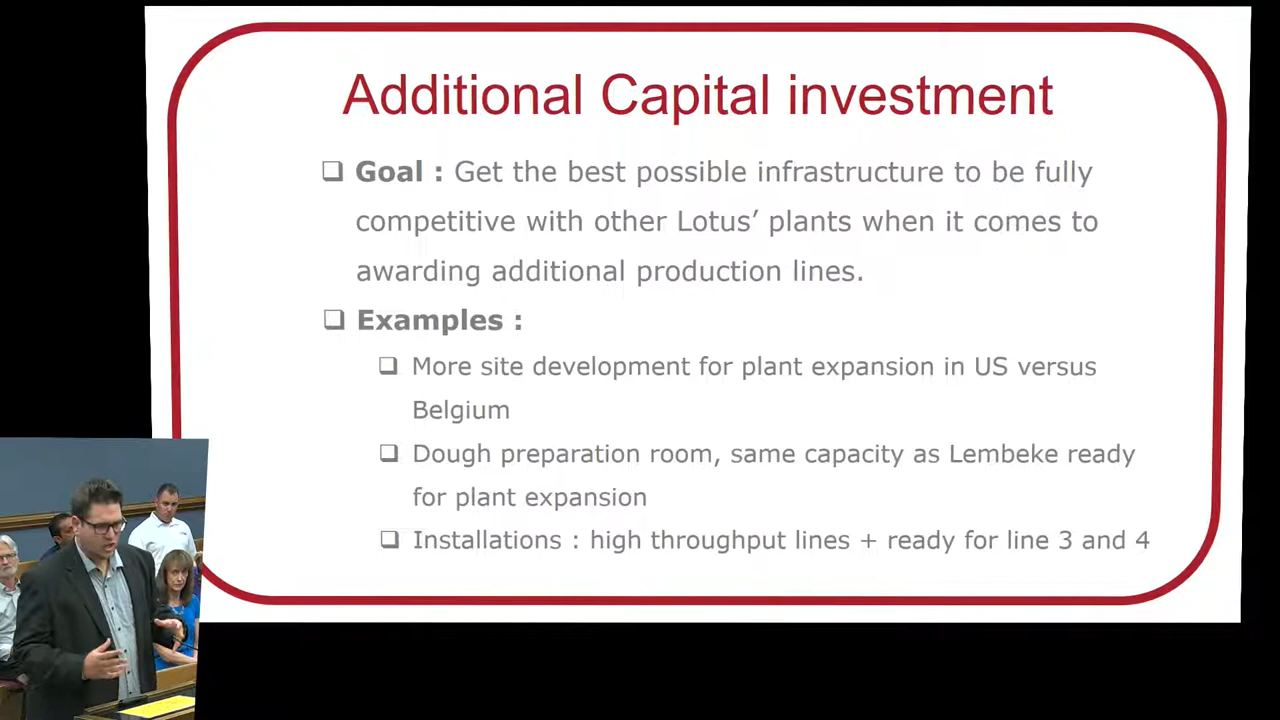 Additional Capital investment
Goal : Get the best possible infrastructure to be fully
competitive with other Lotus’ plants when it comes to
awarding additional production lines.
Examples :
More site development for plant expansion in US versus
Belgium
Dough preparation room, same capacity as Lembeke ready
for plant expansion
Installations : high throughput lines + ready for line 3 and 4